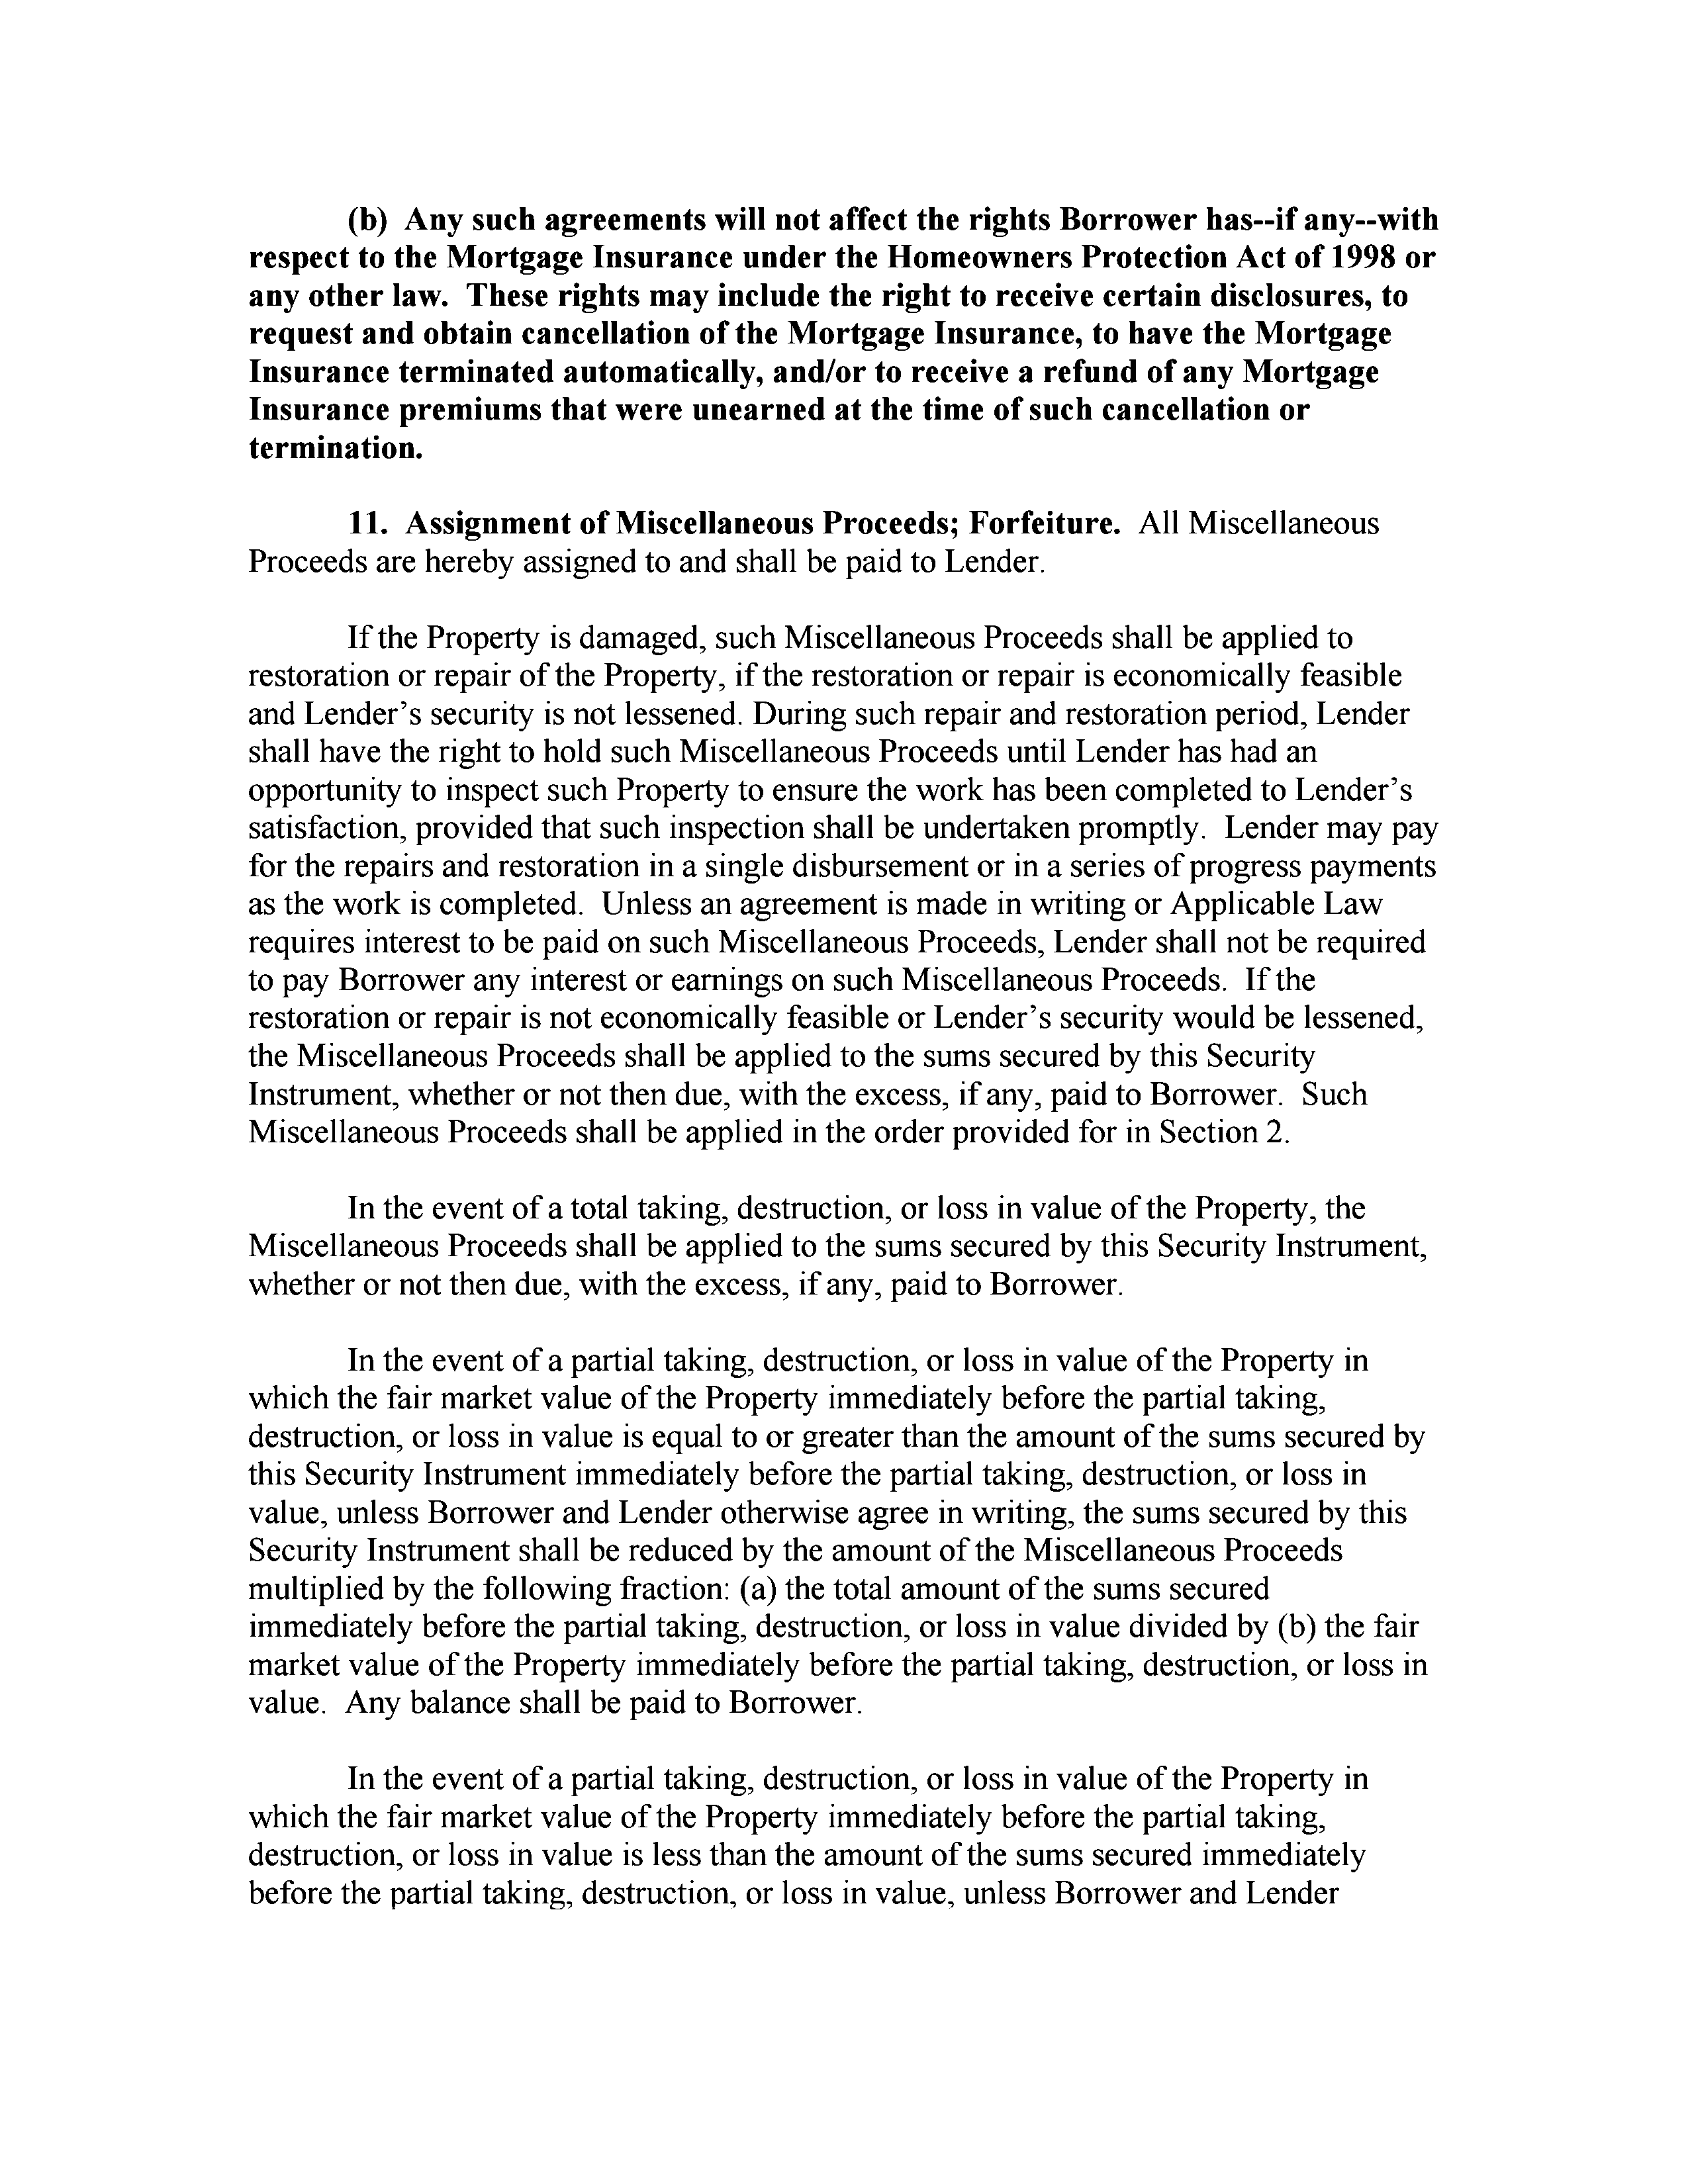 (b)  Any such agreements will not affect the rights Borrower has--if any--with
respect to the Mortgage Insurance under the Homeowners Protection Act of 1998 or
any other law.  These rights may include the right to receive certain disclosures, to
request and obtain cancellation of the Mortgage Insurance, to have the Mortgage
Insurance terminated automatically, and/or to receive a refund of any Mortgage
Insurance premiums that were unearned at the time of such cancellation or
termination.
11.  Assignment of Miscellaneous Proceeds; Forfeiture.  All Miscellaneous
Proceeds are hereby assigned to and shall be paid to Lender.
If the Property is damaged, such Miscellaneous Proceeds shall be applied to
restoration or repair of the Property, if the restoration or repair is economically feasible
and Lender’s security is not lessened. During such repair and restoration period, Lender
shall have the right to hold such Miscellaneous Proceeds until Lender has had an
opportunity to inspect such Property to ensure the work has been completed to Lender’s
satisfaction, provided that such inspection shall be undertaken promptly.  Lender may pay
for the repairs and restoration in a single disbursement or in a series of progress payments
as the work is completed.  Unless an agreement is made in writing or Applicable Law
requires interest to be paid on such Miscellaneous Proceeds, Lender shall not be required
to pay Borrower any interest or earnings on such Miscellaneous Proceeds.  If the
restoration or repair is not economically feasible or Lender’s security would be lessened,
the Miscellaneous Proceeds shall be applied to the sums secured by this Security
Instrument, whether or not then due, with the excess, if any, paid to Borrower.  Such
Miscellaneous Proceeds shall be applied in the order provided for in Section 2.
In the event of a total taking, destruction, or loss in value of the Property, the
Miscellaneous Proceeds shall be applied to the sums secured by this Security Instrument,
whether or not then due, with the excess, if any, paid to Borrower.
In the event of a partial taking, destruction, or loss in value of the Property in
which the fair market value of the Property immediately before the partial taking,
destruction, or loss in value is equal to or greater than the amount of the sums secured by
this Security Instrument immediately before the partial taking, destruction, or loss in
value, unless Borrower and Lender otherwise agree in writing, the sums secured by this
Security Instrument shall be reduced by the amount of the Miscellaneous Proceeds
multiplied by the following fraction: (a) the total amount of the sums secured
immediately before the partial taking, destruction, or loss in value divided by (b) the fair
market value of the Property immediately before the partial taking, destruction, or loss in
value.  Any balance shall be paid to Borrower.
In the event of a partial taking, destruction, or loss in value of the Property in
which the fair market value of the Property immediately before the partial taking,
destruction, or loss in value is less than the amount of the sums secured immediately
before the partial taking, destruction, or loss in value, unless Borrower and Lender